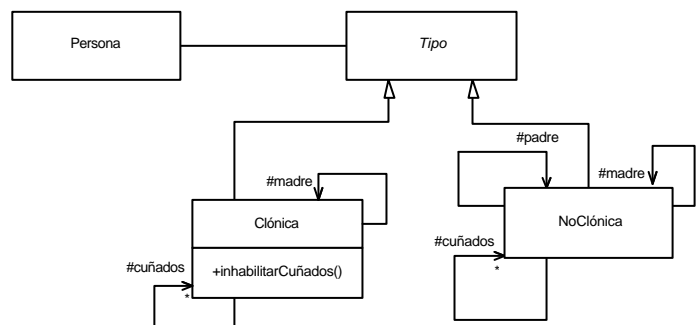 Persona
Tipo
#padre
#madre
#madre
Clónica
NoClónica
#cuñados
*
+inhabilitarCuñados()
#cuñados
*